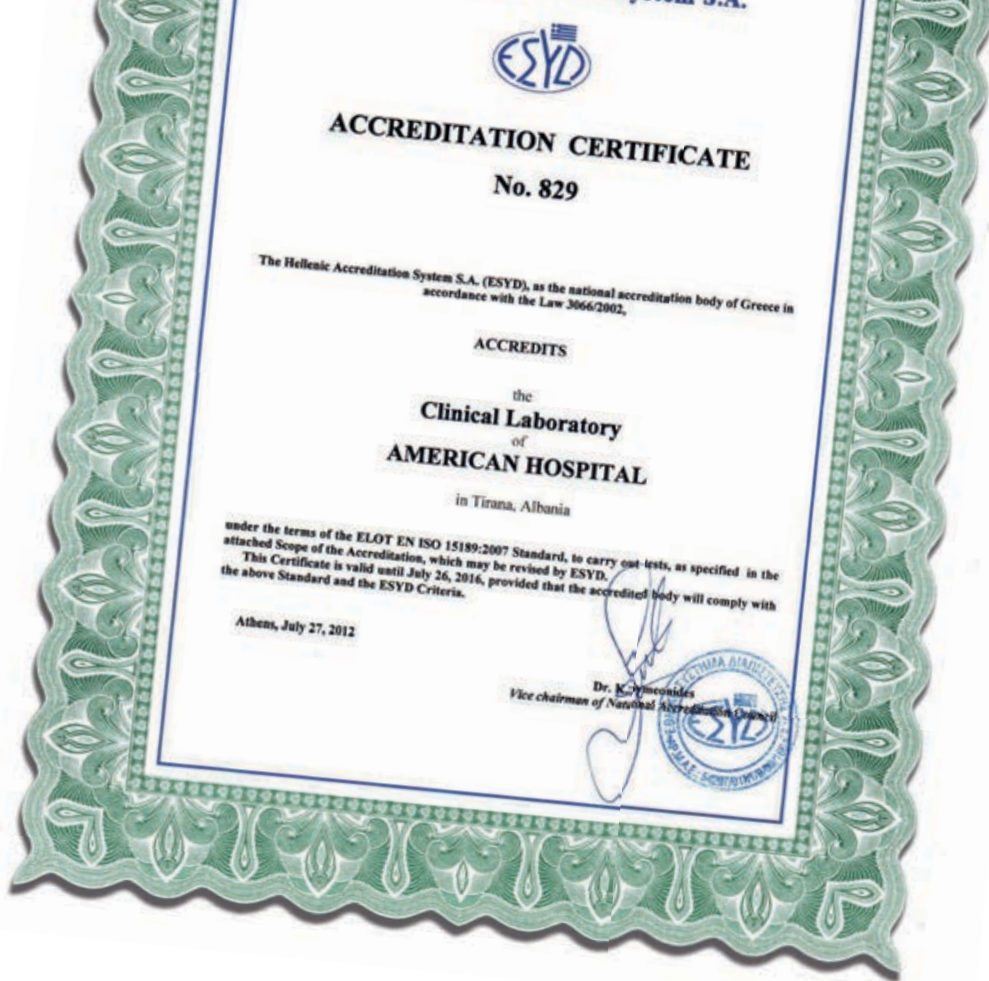 System S.A.
ΕΣΥΔ
ACCREDITATION CERTIFICATE
No. 829
The Hellenic Accreditation System S.A. (ESYD), as the national accreditation body of Greece in
accordance with the Law 3066/2002,
ACCREDITS
the
Clinical Laboratory
of
AMERICAN HOSPITAL
in Tirana, Albania
under the terms of the ELOT EN ISO 15189:2007 Standard, to carry out tests, as specified in the
attached Scope of the Accreditation, which may be revised by ESYD.
This Certificate is valid until July 26, 2016, provided that the accredited body will comply with
the above Standard and the ESYD Criteria.
Athens, July 27, 2012
Dr. K.
Vice chairman of National Accreditation Council
ΕΣΥΔ